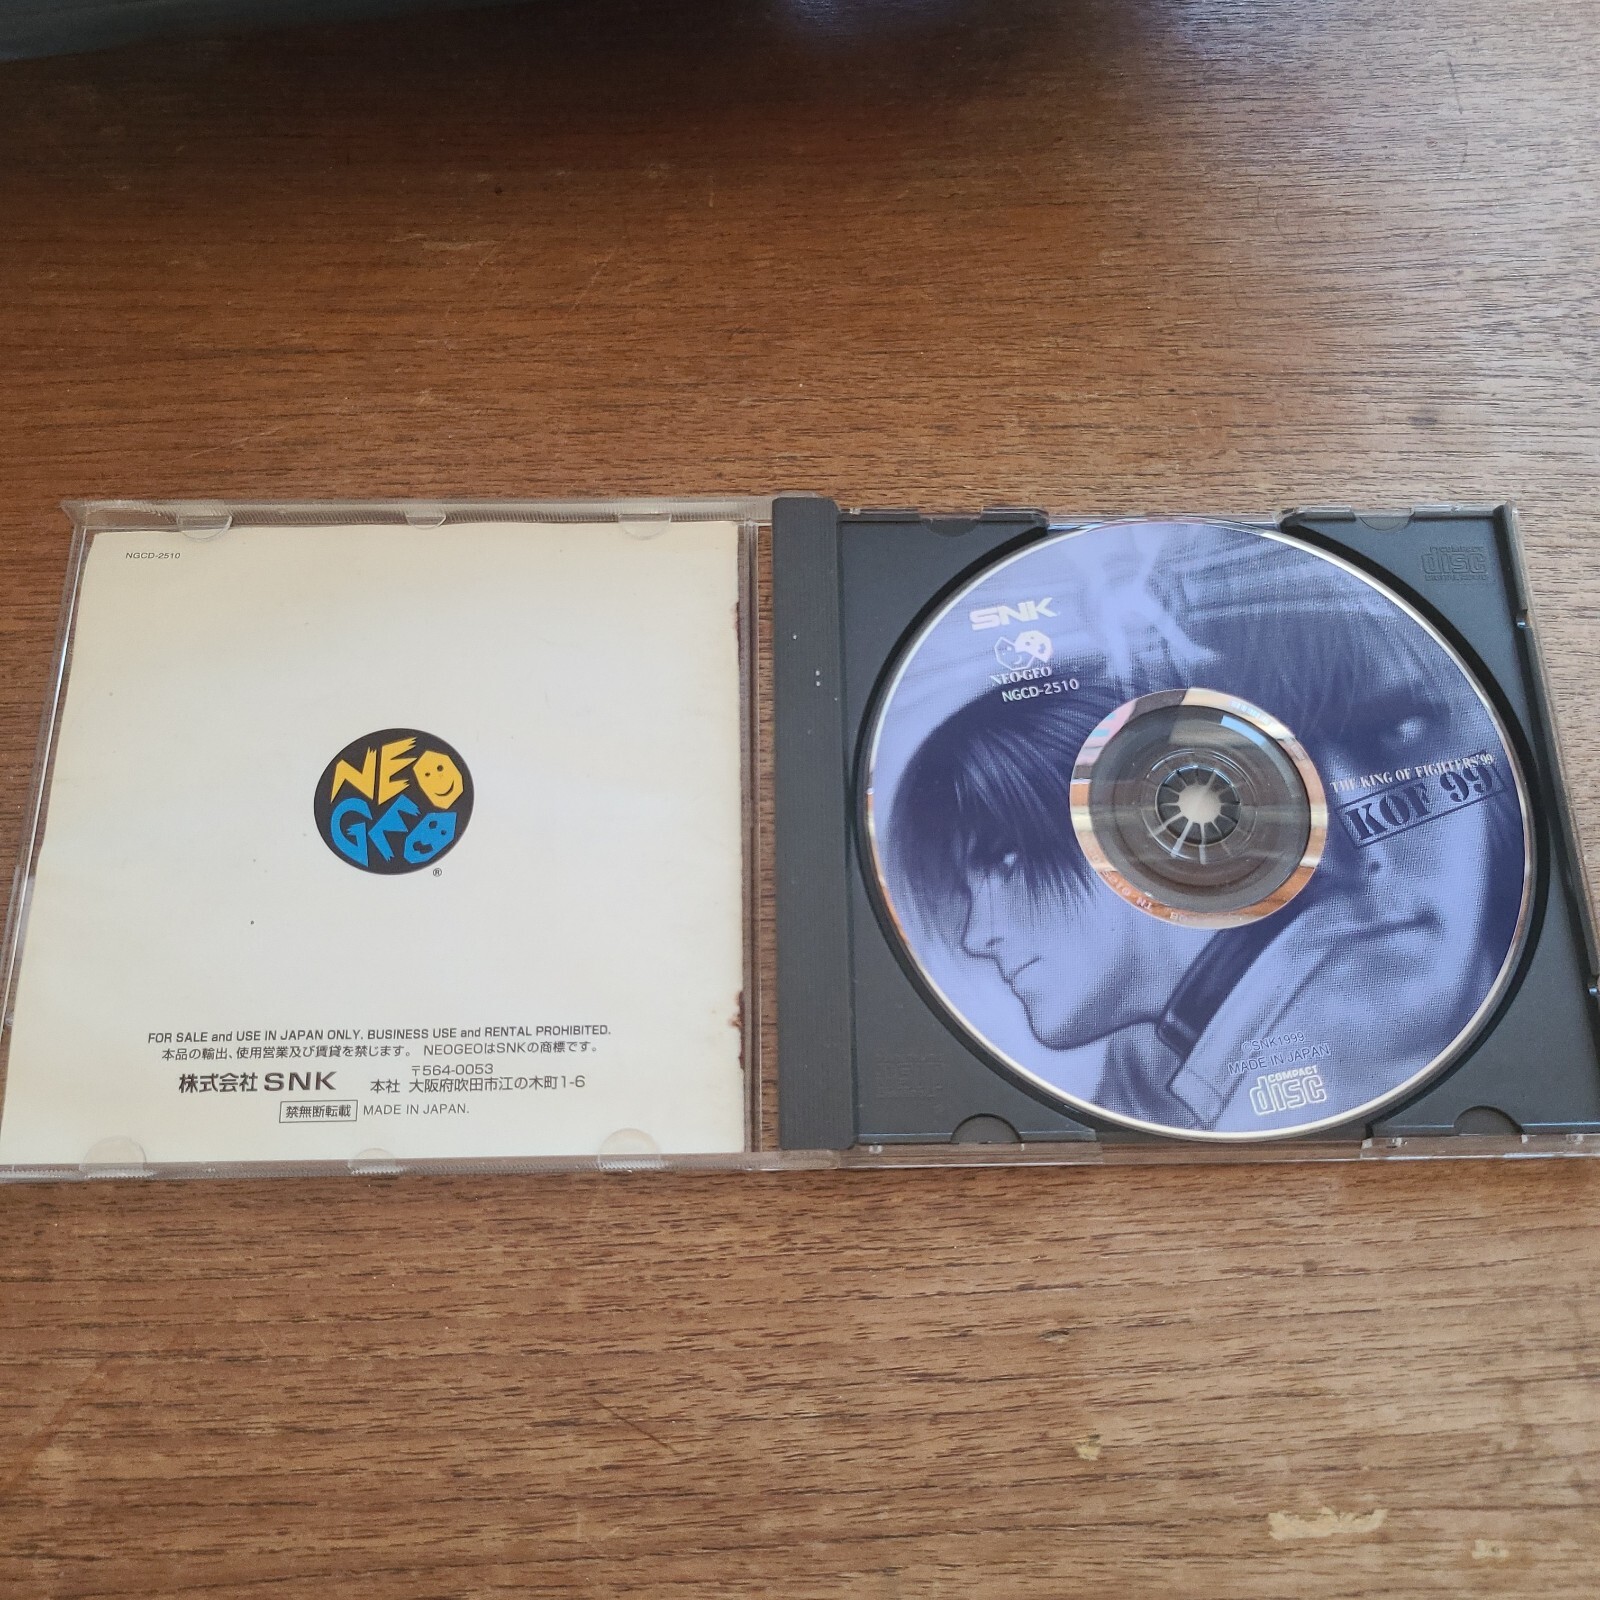 NGCD-2510
NEO
GEO
®
FOR SALE and USE IN JAPAN ONLY. BUSINESS USE and RENTAL PROHIBITED.
本品の輸出、使用営業及び賃貸を禁じます。 NEOGEOはSNKの商標です。
〒564-0053
株式会社 SNK 本社 大阪府吹田市江の木町1-6
禁無断転載 MADE IN JAPAN.
SNK
NEO・GEO
NGCD-2510
THE KING OF FIGHTERS '99
KOF 99
©SNK1999
MADE IN JAPAN
COMPACT
disc
COMPACT
disc